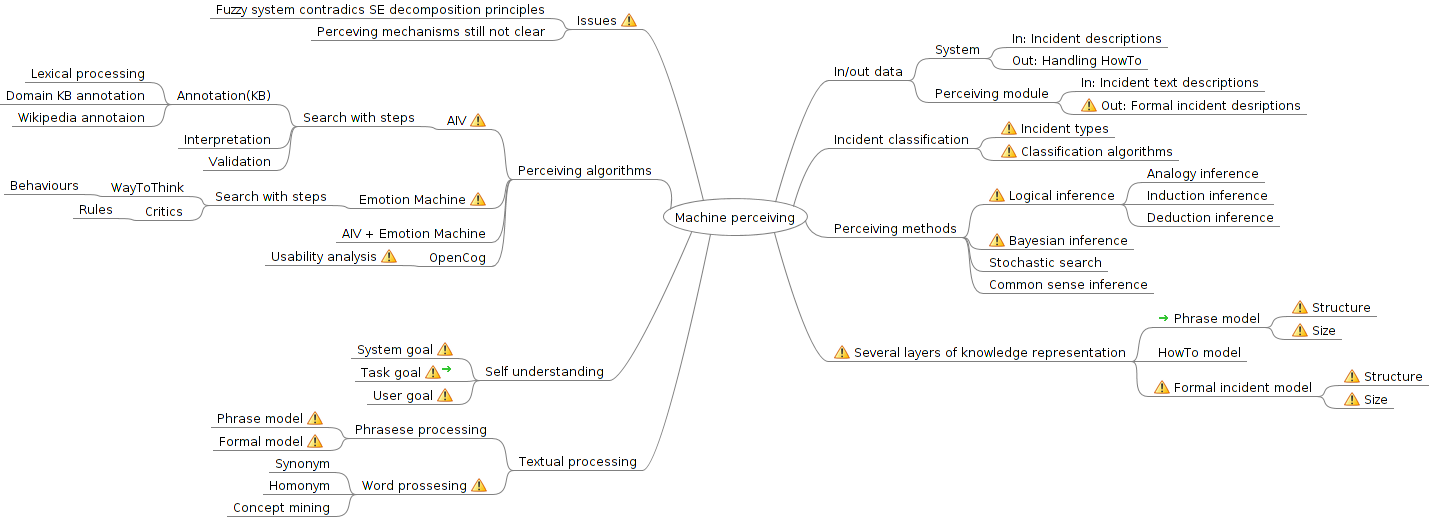 Fuzzy system contradics SE decomposition principles
Perceving mechanisms still not clear
Issues
Lexical processing
Domain KB annotation
Wikipedia annotaion
Annotation(KB)
Interpretation
Validation
Search with steps
AIV
Behaviours
WayToThink
Rules
Critics
Search with steps
Emotion Machine
AIV + Emotion Machine
Usability analysis
OpenCog
Perceiving algorithms
System goal
Task goal
User goal
Self understanding
Phrase model
Formal model
Phrasese processing
Synonym
Homonym
Concept mining
Word prossesing
Textual processing
Machine perceiving
In/out data
System
In: Incident descriptions
Out: Handling HowTo
Perceiving module
In: Incident text descriptions
Out: Formal incident desriptions
Incident classification
Incident types
Classification algorithms
Perceiving methods
Logical inference
Analogy inference
Induction inference
Deduction inference
Bayesian inference
Stochastic search
Common sense inference
Several layers of knowledge representation
Phrase model
Structure
Size
HowTo model
Formal incident model
Structure
Size